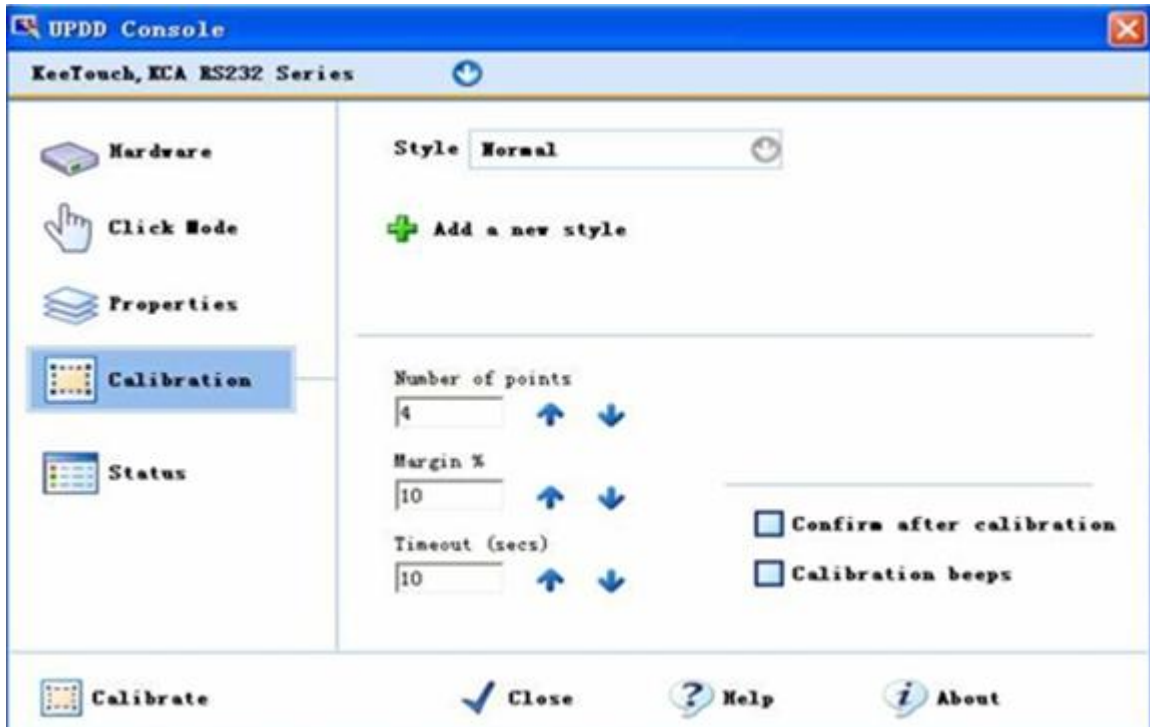 UPDD Console
KeeTouch, KCA RS232 Series
Hardware
Click Mode
Properties
Calibration
Status
Style Normal
Add a new style
Number of points
4
Margin %
10
Timeout (secs)
10
Confirm after calibration
Calibration beeps
Calibrate Close Help About